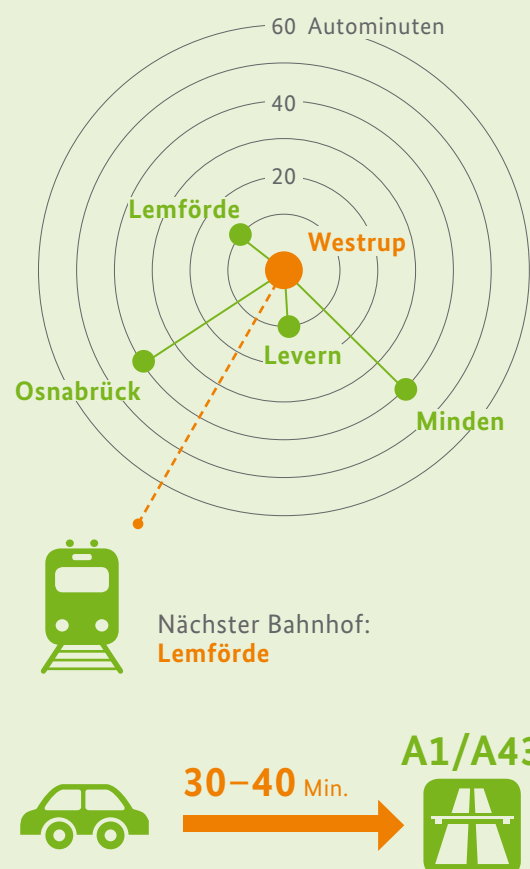 60 Autominuten
40
20
Lemförde
Westrup
Levern
Osnabrück
Minden
Nächster Bahnhof:
Lemförde
A1/A43
30–40 Min.